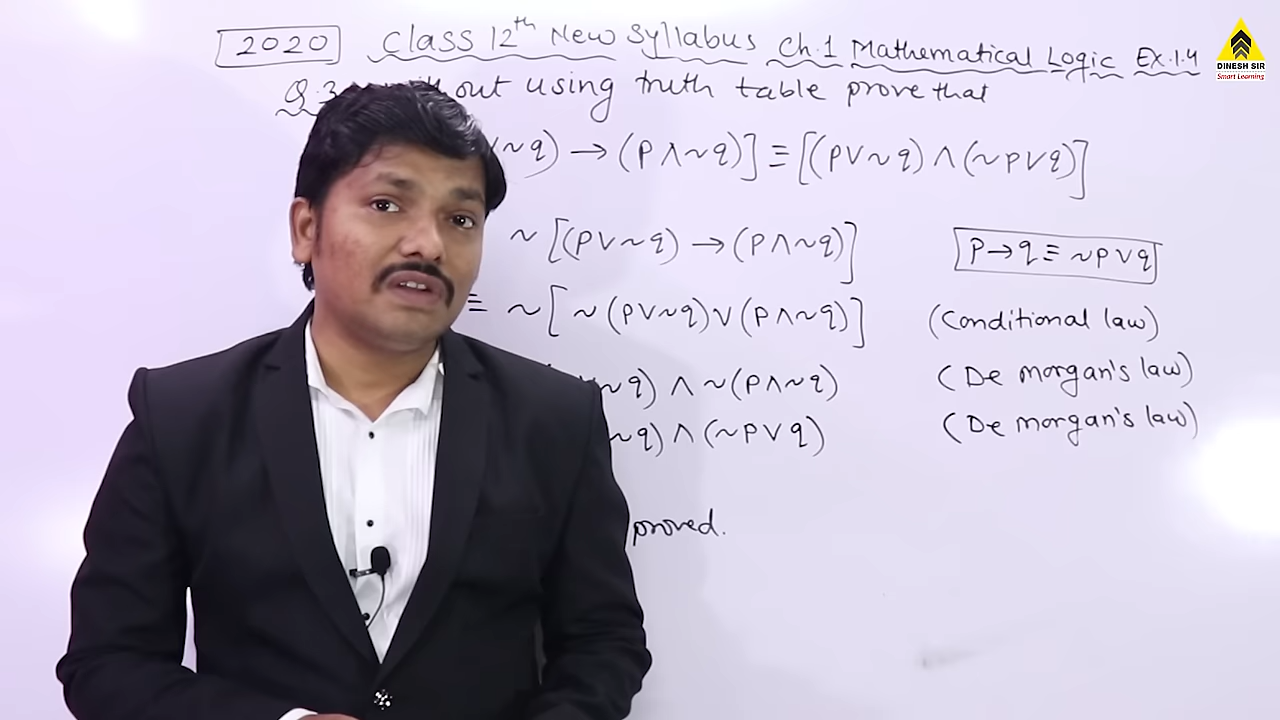 2020 Class 12th New Syllabus Ch.1 Mathematical Logic Ex.1.4
DINESH SIR
Smart Learning
Q.3 out using truth table prove that
∼q) → (p∧∼q)] ≡ [(p∨∼q) ∧ (∼p∨q)]
∼[(p∨∼q) → (p∧∼q)]
p→q ≡ ∼p∨q
≡ ∼[∼(p∨∼q)∨(p∧∼q)] (Conditional law)
∼q) ∧ ∼(p∧∼q) (De morgan's law)
∼q) ∧ (∼p∨q) (De morgan's law)
proved.